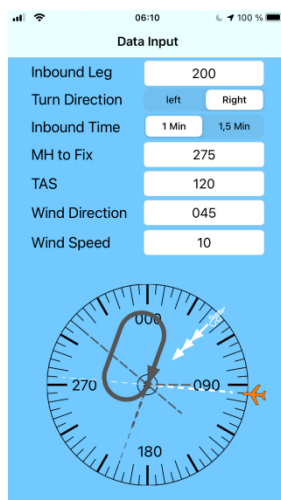 06:10 100 %
Data Input
Inbound Leg 200
Turn Direction left Right
Inbound Time 1 Min 1,5 Min
MH to Fix 275
TAS 120
Wind Direction 045
Wind Speed 10
000
270 090
180